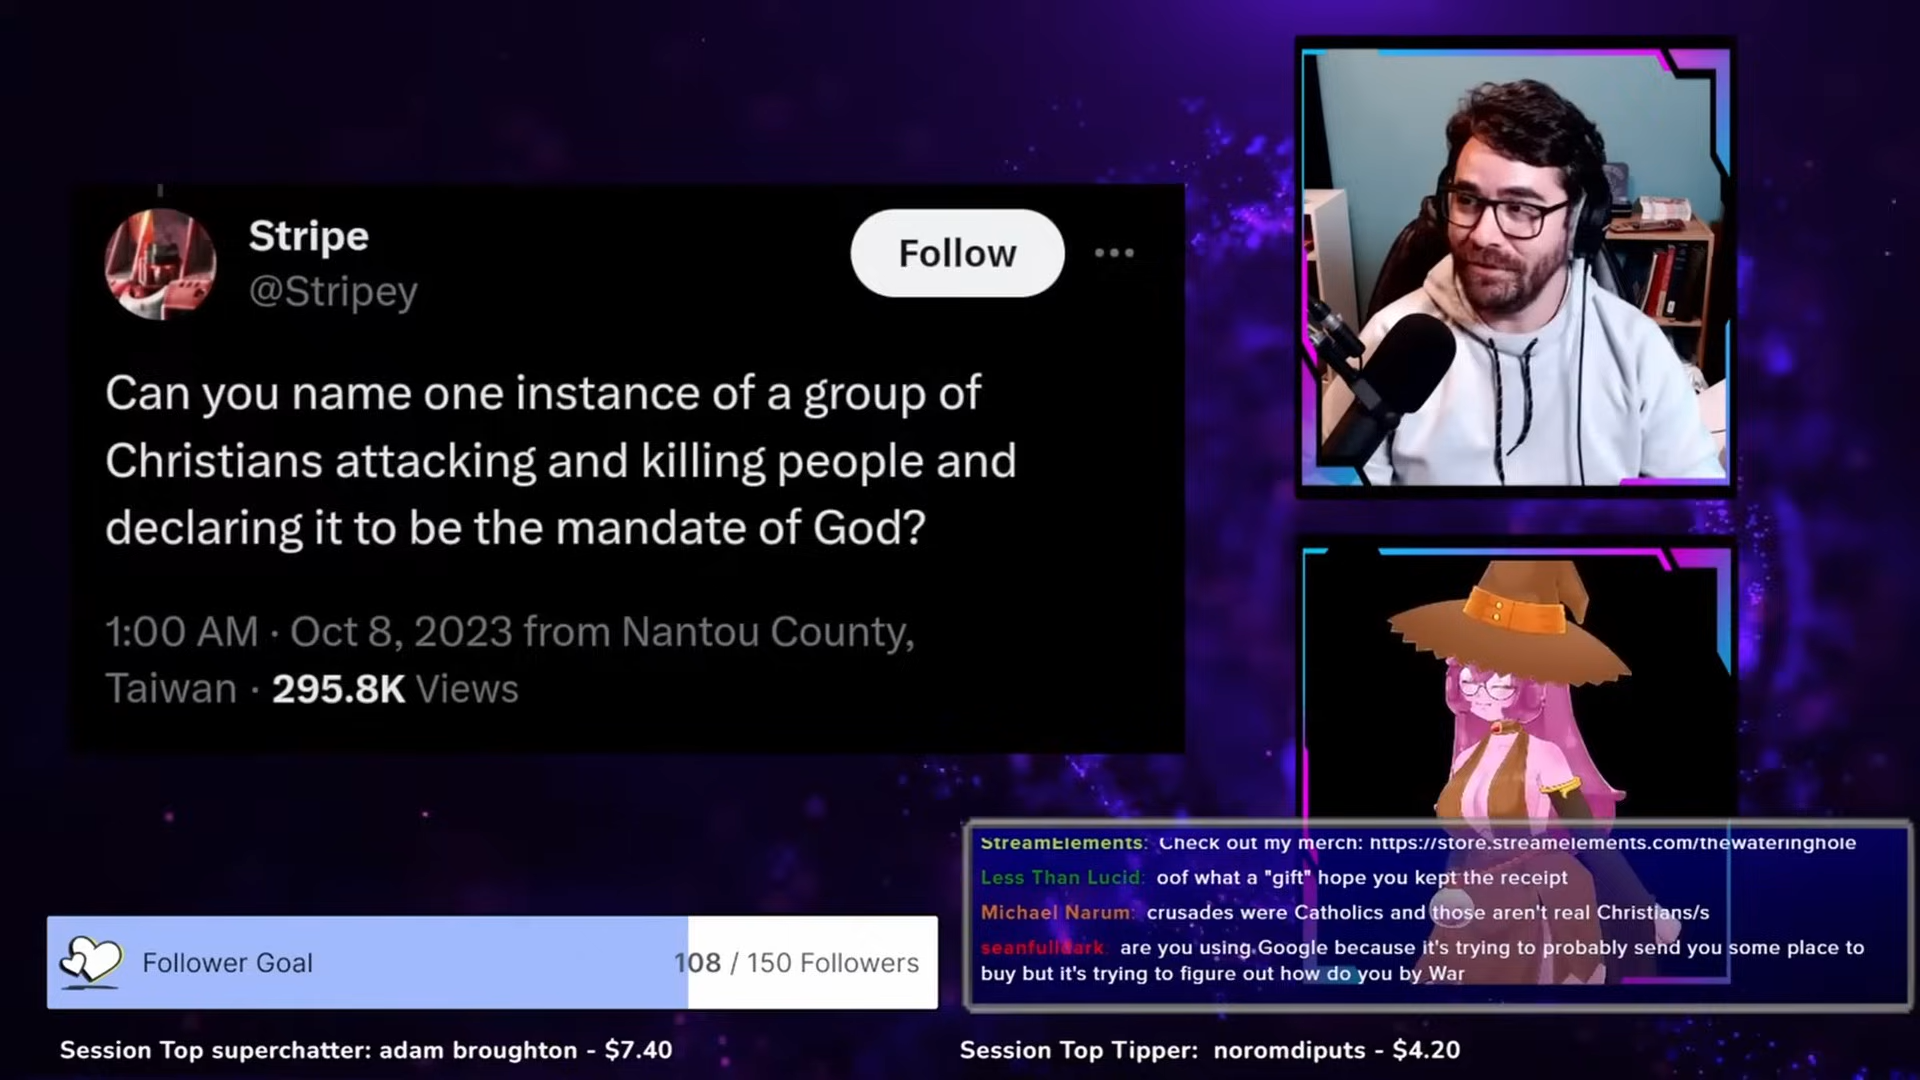 Stripe
@Stripey
Follow
Can you name one instance of a group of
Christians attacking and killing people and
declaring it to be the mandate of God?
1:00 AM · Oct 8, 2023 from Nantou County,
Taiwan · 295.8K Views
StreamElements: Check out my merch: https://store.streamelements.com/thewateringhole
Less Than Lucid: oof what a "gift" hope you kept the receipt
Michael Narum: crusades were Catholics and those aren't real Christians/s
seanfulldark: are you using Google because it's trying to probably send you some place to
buy but it's trying to figure out how do you by War
Follower Goal
108 / 150 Followers
Session Top superchatter: adam broughton - $7.40
Session Top Tipper: noromdiputs - $4.20